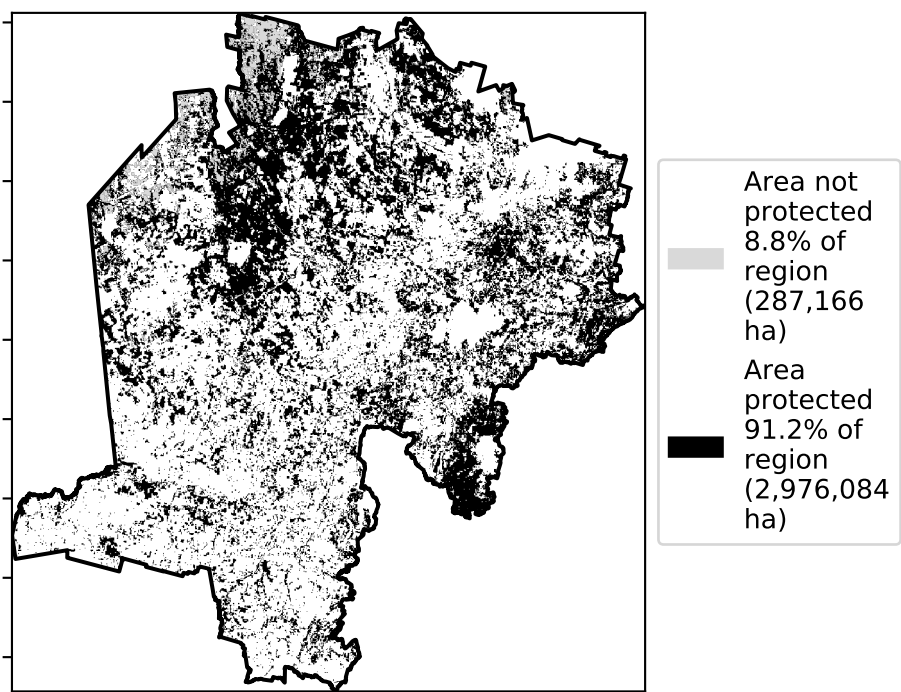 Area not
protected
8.8% of
region
(287,166
ha)
Area
protected
91.2% of
region
(2,976,084
ha)